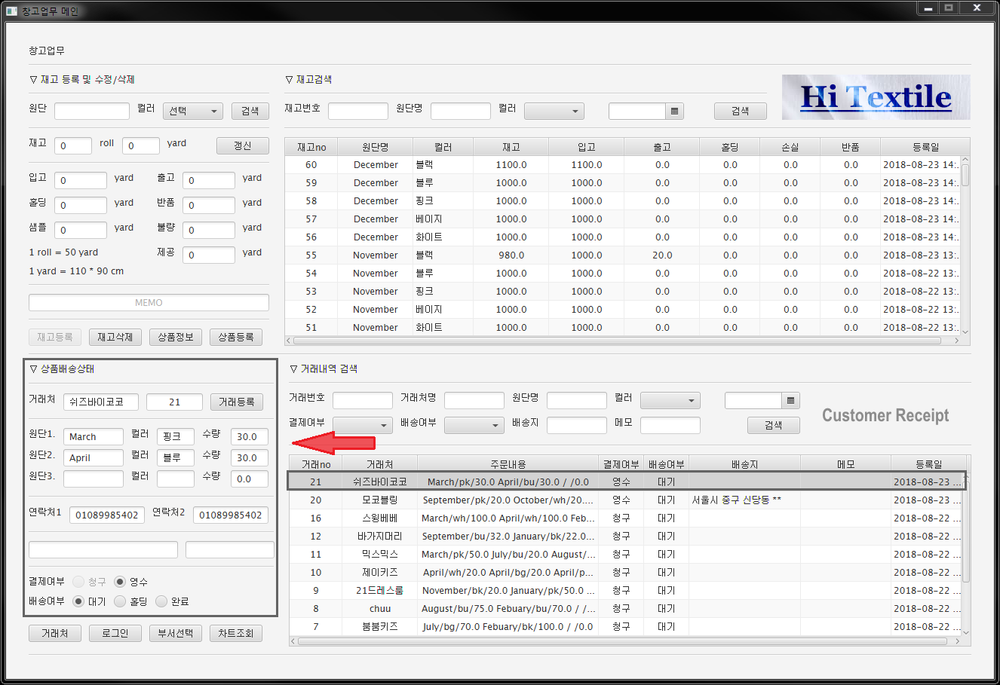 창고업무 메인
창고업무
▽ 재고 등록 및 수정/삭제
원단 컬러 선택 검색
재고 0 roll 0 yard 갱신
입고 0 yard 출고 0 yard
홀딩 0 yard 반품 0 yard
샘플 0 yard 불량 0 yard
1 roll = 50 yard 제공 0 yard
1 yard = 110 * 90 cm
MEMO
재고등록 재고삭제 상품정보 상품등록
▽ 재고검색
Hi Textile
재고번호 원단명 컬러 검색
재고no 원단명 컬러 재고 입고 출고 홀딩 손실 반품 등록일
60 December 블랙 1100.0 1100.0 0.0 0.0 0.0 0.0 2018-08-23 14:.
59 December 블루 1000.0 1000.0 0.0 0.0 0.0 0.0 2018-08-23 14:.
58 December 핑크 1000.0 1000.0 0.0 0.0 0.0 0.0 2018-08-23 14:.
57 December 베이지 1000.0 1000.0 0.0 0.0 0.0 0.0 2018-08-23 14:.
56 December 화이트 1000.0 1000.0 0.0 0.0 0.0 0.0 2018-08-23 14:.
55 November 블랙 980.0 1000.0 20.0 0.0 0.0 0.0 2018-08-23 13:.
54 November 블루 1000.0 1000.0 0.0 0.0 0.0 0.0 2018-08-22 13:.
53 November 핑크 1000.0 1000.0 0.0 0.0 0.0 0.0 2018-08-22 13:.
52 November 베이지 1000.0 1000.0 0.0 0.0 0.0 0.0 2018-08-22 13:.
51 November 화이트 1000.0 1000.0 0.0 0.0 0.0 0.0 2018-08-22 13:.
▽ 상품배송상태
거래처 쉬즈바이코코 21 거래등록
원단1. March 컬러 핑크 수량 30.0
원단2. April 컬러 블루 수량 30.0
원단3. 컬러 수량 0.0
연락처1 01089985402 연락처2 01089985402
결제여부 청구 영수
배송여부 대기 홀딩 완료
거래처 로그인 부서선택 차트조회
▽ 거래내역 검색
거래번호 거래처명 원단명 컬러
결제여부 배송여부 배송지 메모 검색
Customer Receipt
거래no 거래처 주문내용 결제여부 배송여부 배송지 메모 등록일
21 쉬즈바이코코 March/pk/30.0 April/bu/30.0 / /0.0 영수 대기 2018-08-23 ...
20 모코블링 September/pk/20.0 October/wh/20.... 영수 대기 서울시 중구 신당동 ** 2018-08-22 ...
16 스윙베베 March/wh/100.0 April/wh/100.0 Feb... 청구 대기 2018-08-22 ...
12 바가지머리 September/bu/32.0 January/bk/22.0... 청구 대기 2018-08-22 ...
11 믹스믹스 March/pk/50.0 July/bu/20.0 August/... 청구 대기 2018-08-22 ...
10 제이키즈 April/wh/20.0 April/bg/20.0 April/p... 청구 대기 2018-08-22 ...
9 21드레스룸 November/bk/20.0 January/pk/50.0 ... 청구 대기 2018-08-22 ...
8 chuu August/bu/75.0 Febuary/bu/70.0 / /... 청구 대기 2018-08-22 ...
7 붐붐키즈 July/bg/70.0 Febuary/bk/100.0 / /0.0 청구 대기 2018-08-22 ...